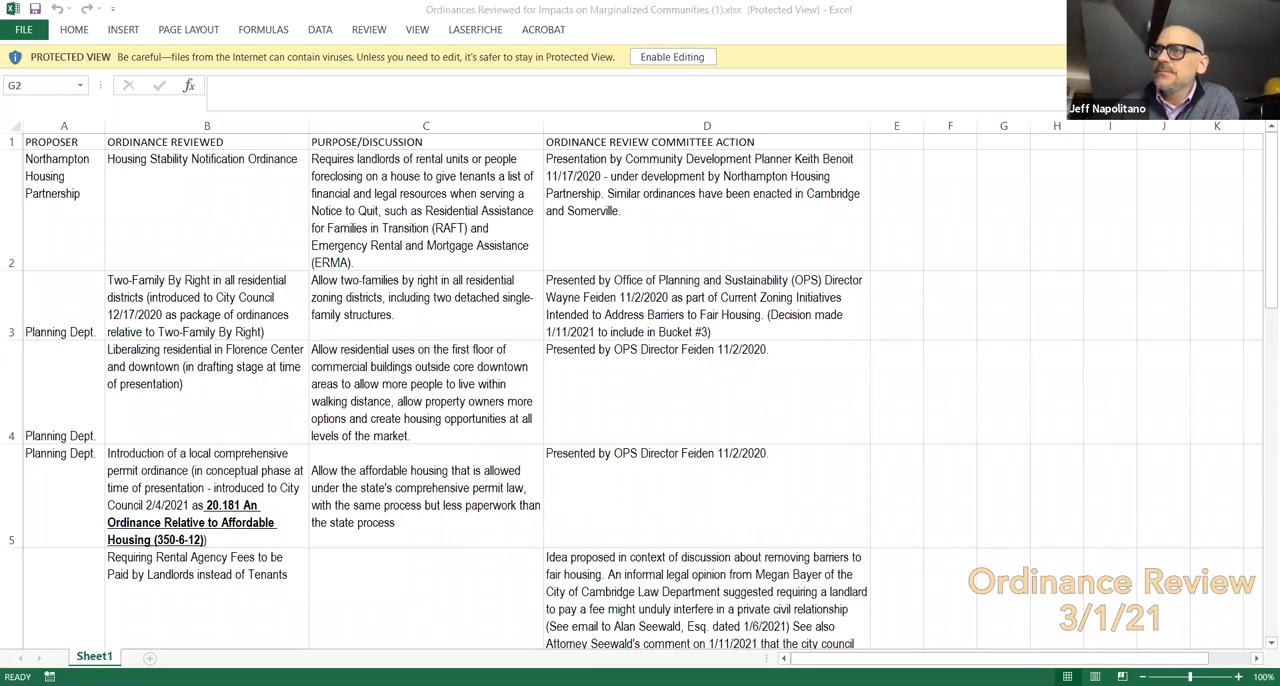 Ordinances Reviewed for Impacts on Marginalized Communities (1).xlsx [Protected View] - Excel
FILE HOME INSERT PAGE LAYOUT FORMULAS DATA REVIEW VIEW LASERFICHE ACROBAT
PROTECTED VIEW Be careful—files from the Internet can contain viruses. Unless you need to edit, it's safer to stay in Protected View. Enable Editing
G2 fx
Jeff Napolitano
A B C D E F G H I J K
1 PROPOSER ORDINANCE REVIEWED PURPOSE/DISCUSSION ORDINANCE REVIEW COMMITTEE ACTION
Northampton
Housing
Partnership
Housing Stability Notification Ordinance
Requires landlords of rental units or people
foreclosing on a house to give tenants a list of
financial and legal resources when serving a
Notice to Quit, such as Residential Assistance
for Families in Transition (RAFT) and
Emergency Rental and Mortgage Assistance
(ERMA).
Presentation by Community Development Planner Keith Benoit
11/17/2020 - under development by Northampton Housing
Partnership. Similar ordinances have been enacted in Cambridge
and Somerville.
2
Two-Family By Right in all residential
districts (introduced to City Council
12/17/2020 as package of ordinances
relative to Two-Family By Right)
Allow two-families by right in all residential
zoning districts, including two detached single-
family structures.
Presented by Office of Planning and Sustainability (OPS) Director
Wayne Feiden 11/2/2020 as part of Current Zoning Initiatives
Intended to Address Barriers to Fair Housing. (Decision made
1/11/2021 to include in Bucket #3)
3 Planning Dept.
Liberalizing residential in Florence Center
and downtown (in drafting stage at time
of presentation)
Allow residential uses on the first floor of
commercial buildings outside core downtown
areas to allow more people to live within
walking distance, allow property owners more
options and create housing opportunities at all
levels of the market.
Presented by OPS Director Feiden 11/2/2020.
4 Planning Dept.
Planning Dept.
Introduction of a local comprehensive
permit ordinance (in conceptual phase at
time of presentation - introduced to City
Council 2/4/2021 as 20.181 An
Ordinance Relative to Affordable
Housing (350-6-12))
Allow the affordable housing that is allowed
under the state's comprehensive permit law,
with the same process but less paperwork than
the state process
Presented by OPS Director Feiden 11/2/2020.
5
Requiring Rental Agency Fees to be
Paid by Landlords instead of Tenants
Idea proposed in context of discussion about removing barriers to
fair housing. An informal legal opinion from Megan Bayer of the
City of Cambridge Law Department suggested requiring a landlard
to pay a fee might unduly interfere in a private civil relationship
(See email to Alan Seewald, Esq. dated 1/6/2021) See also
Attorney Seewald's comment on 1/11/2021 that the city council
Ordinance Review
3/1/21
Sheet1
READY 100%